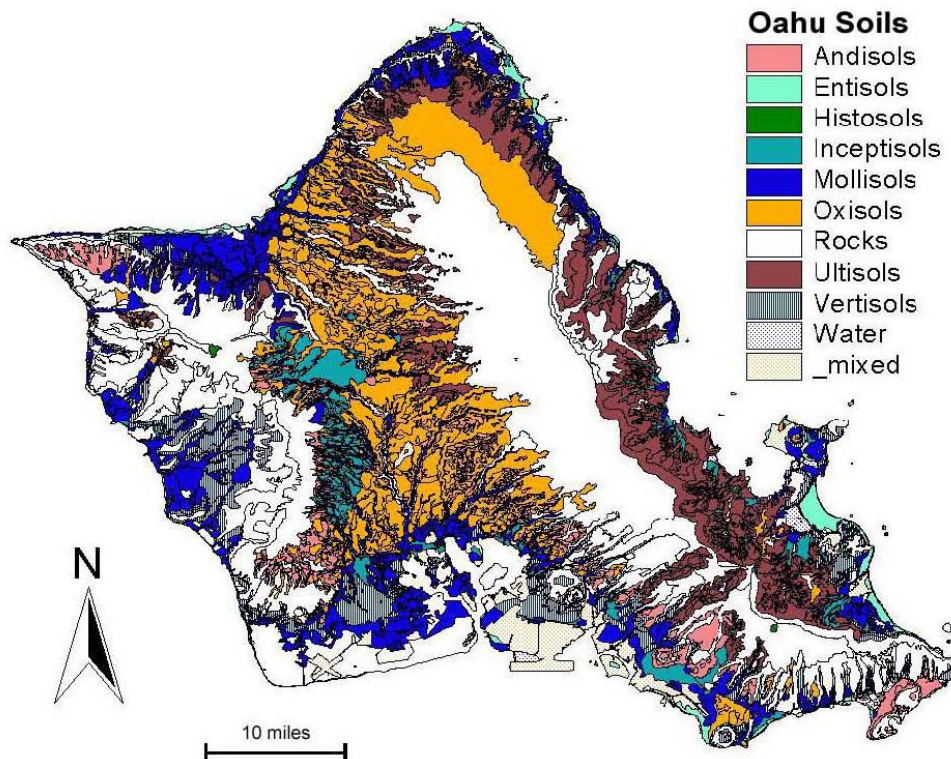 Oahu Soils
Andisols
Entisols
Histosols
Inceptisols
Mollisols
Oxisols
Rocks
Ultisols
Vertisols
Water
_mixed
N
10 miles